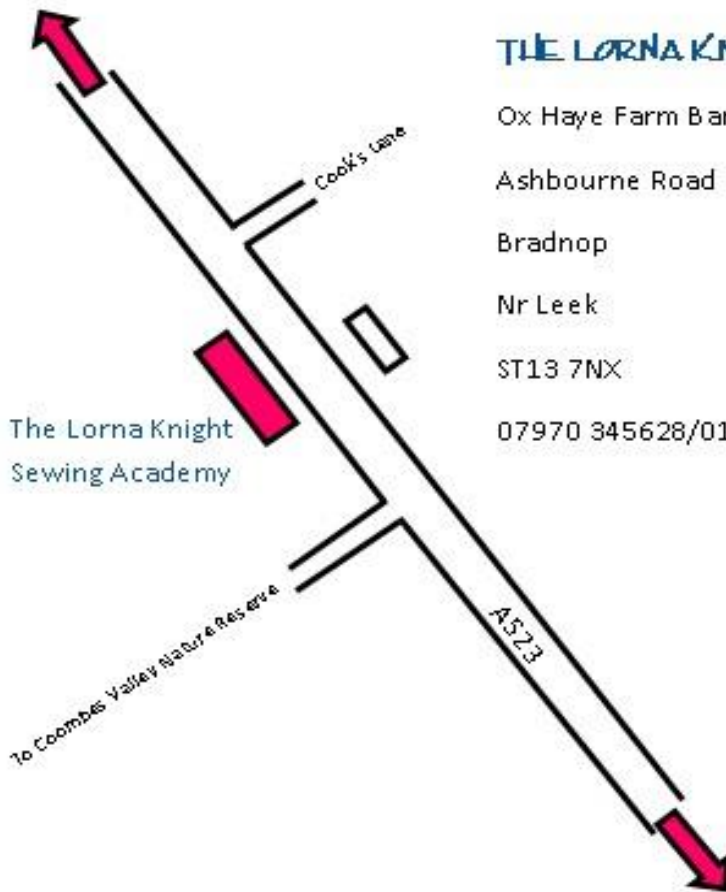 THE LORNA KN
Ox Haye Farm Bar
Ashbourne Road
Bradnop
Nr Leek
ST13 7NX
07970 345628/01
Cook's Lane
The Lorna Knight
Sewing Academy
To Coombes Valley Nature Reserve
A523